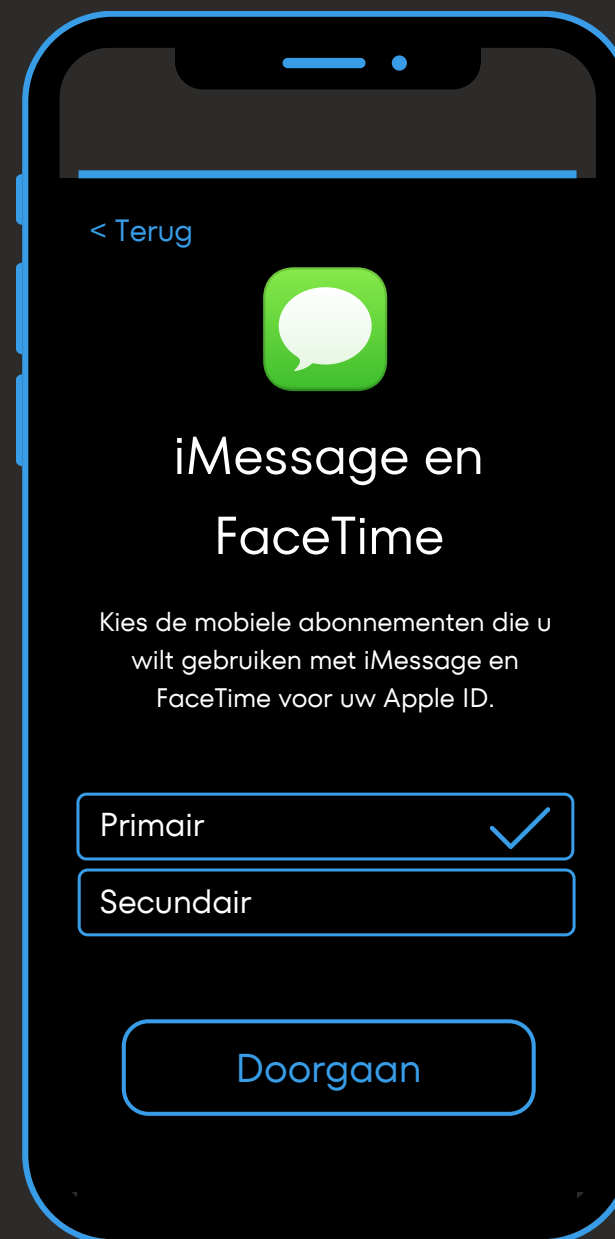 < Terug
iMessage en
FaceTime
Kies de mobiele abonnementen die u
wilt gebruiken met iMessage en
FaceTime voor uw Apple ID.
Primair
Secundair
Doorgaan